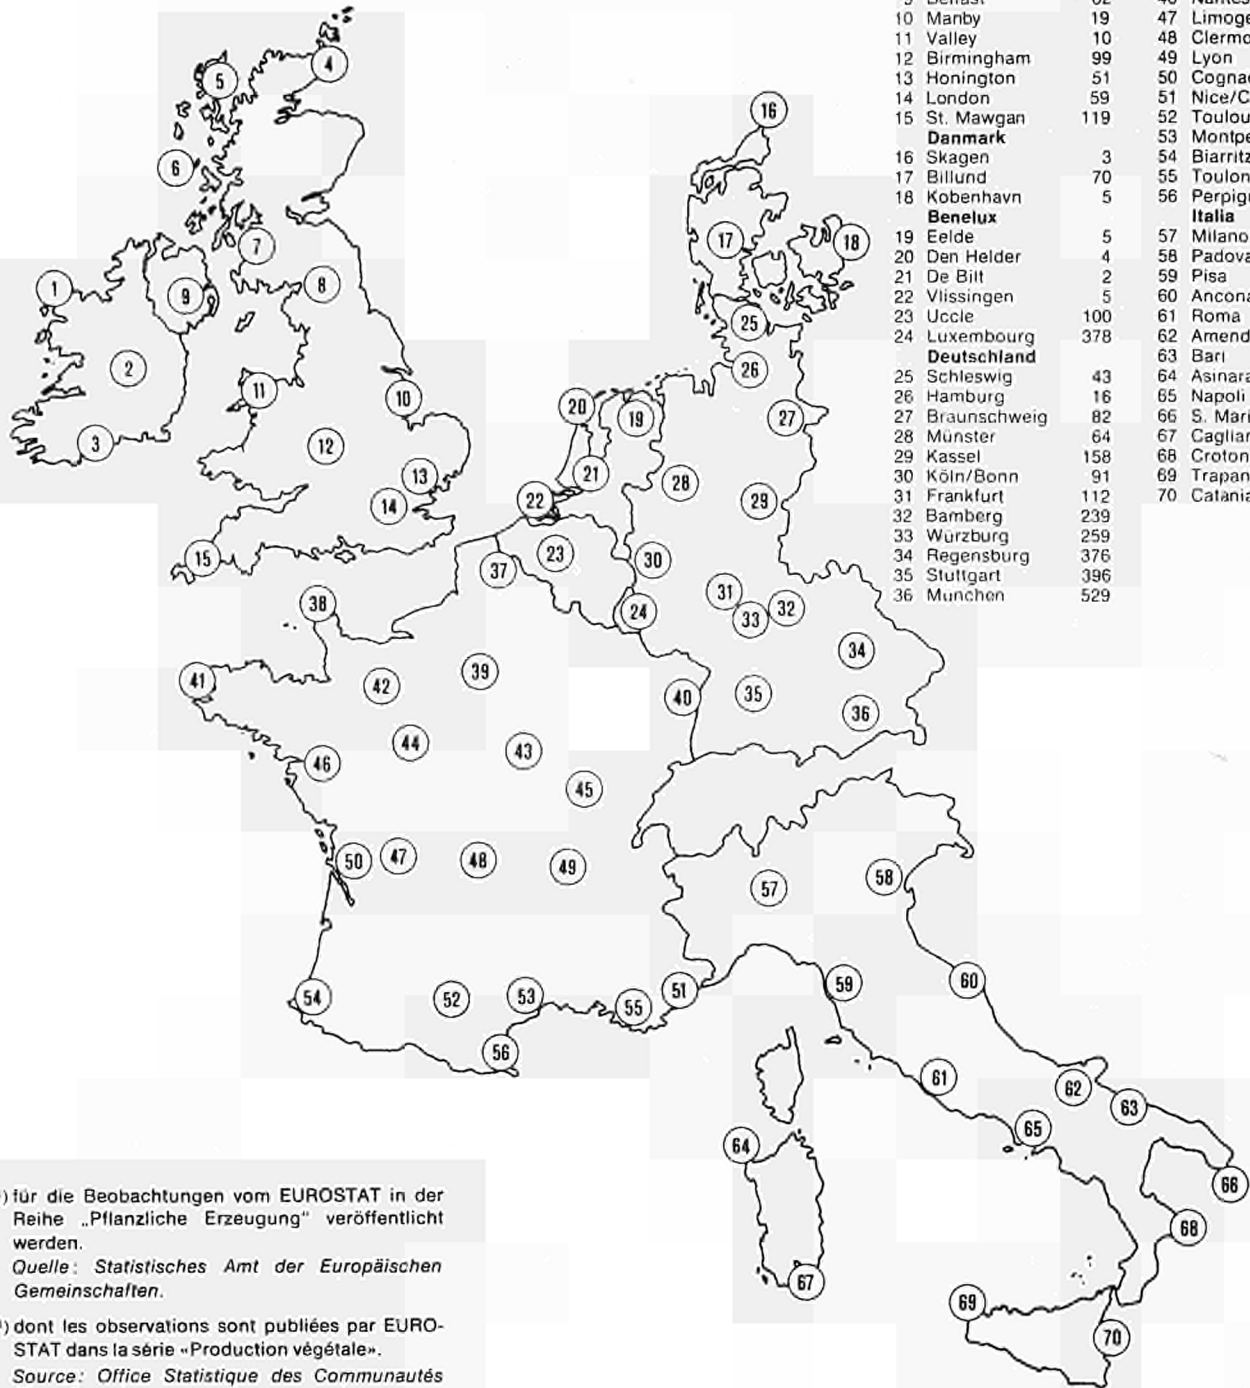 10 Manby 19
11 Valley 10
12 Birmingham 99
13 Honington 51
14 London 59
15 St. Mawgan 119
Danmark
16 Skagen 3
17 Billund 70
18 Kobenhavn 5
Benelux
19 Eelde 5
20 Den Helder 4
21 De Bilt 2
22 Vlissingen 5
23 Uccle 100
24 Luxembourg 378
Deutschland
25 Schleswig 43
26 Hamburg 16
27 Braunschweig 82
28 Münster 64
29 Kassel 158
30 Köln/Bonn 91
31 Frankfurt 112
32 Bamberg 239
33 Würzburg 259
34 Regensburg 376
35 Stuttgart 396
36 Munchen 529
47 Limoge
48 Clermo
49 Lyon
50 Cogna
51 Nice/C
52 Toulou
53 Montpe
54 Biarritz
55 Toulon
56 Perpig
Italia
57 Milano
58 Padova
59 Pisa
60 Ancona
61 Roma
62 Amend
63 Bari
64 Asinara
65 Napoli
66 S. Mari
67 Cagliar
68 Croton
69 Trapan
70 Catania
4
5
16
6
7
17
18
1
9
8
25
2
11
10
26
20
19
27
3
12
13
21
28
14
22
29
15
23
30
37
31
38
24
33
32
34
41
42
39
40
35
36
44
43
46
45
50
47
48
49
57
58
54
52
53
55
51
59
60
56
61
62
63
64
65
66
67
68
69
70
) für die Beobachtungen vom EUROSTAT in der
Reihe „Pflanzliche Erzeugung“ veröffentlicht
werden.
Quelle: Statistisches Amt der Europäischen
Gemeinschaften.
) dont les observations sont publiées par EURO-
STAT dans la série «Production végétale».
Source: Office Statistique des Communautés